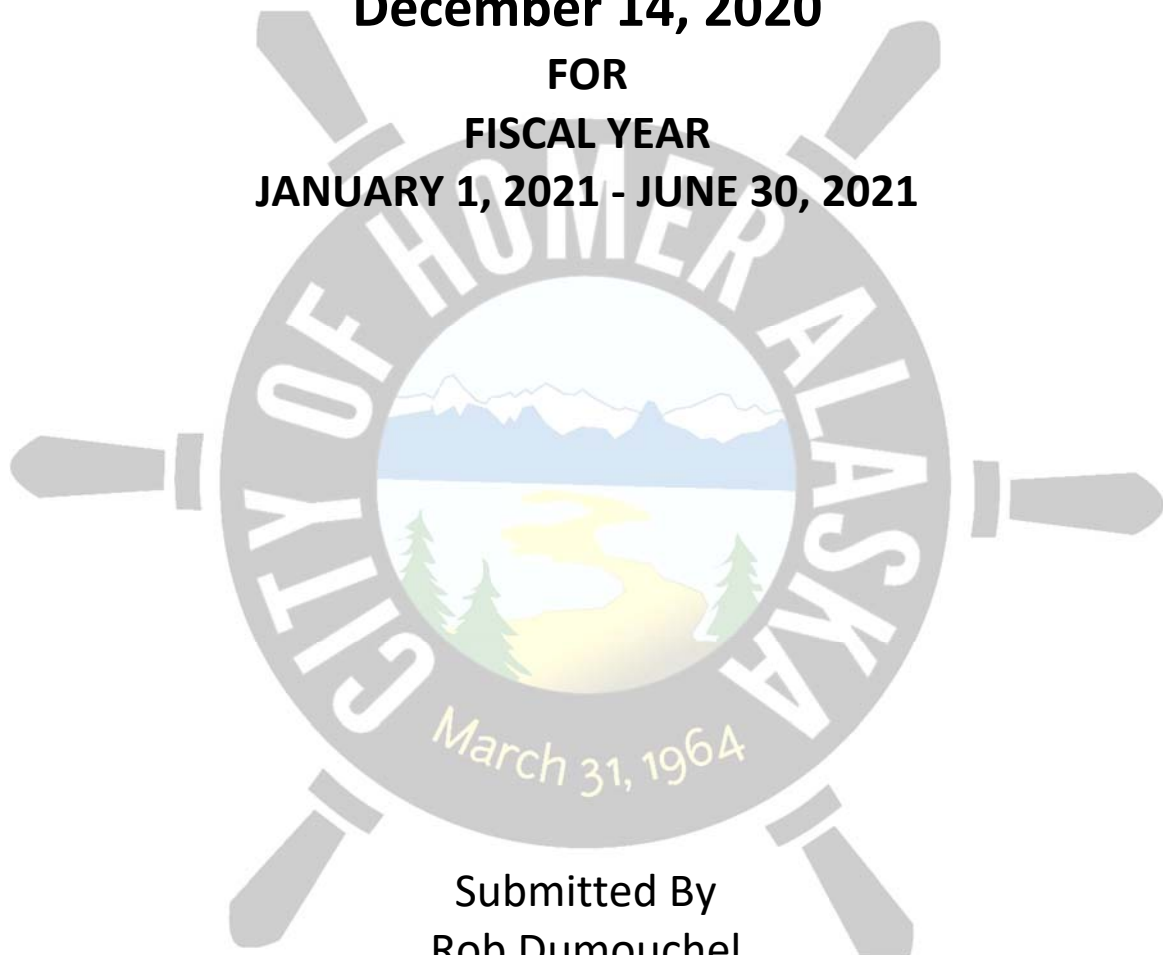 December 14, 2020
FOR
FISCAL YEAR
JANUARY 1, 2021 - JUNE 30, 2021
CITY OF HOMER ALASKA
March 31, 1964
Submitted By
Rob Dumouchel